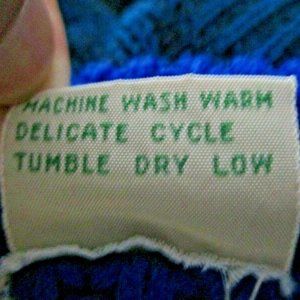 MACHINE WASH WARM
DELICATE CYCLE
TUMBLE DRY LOW